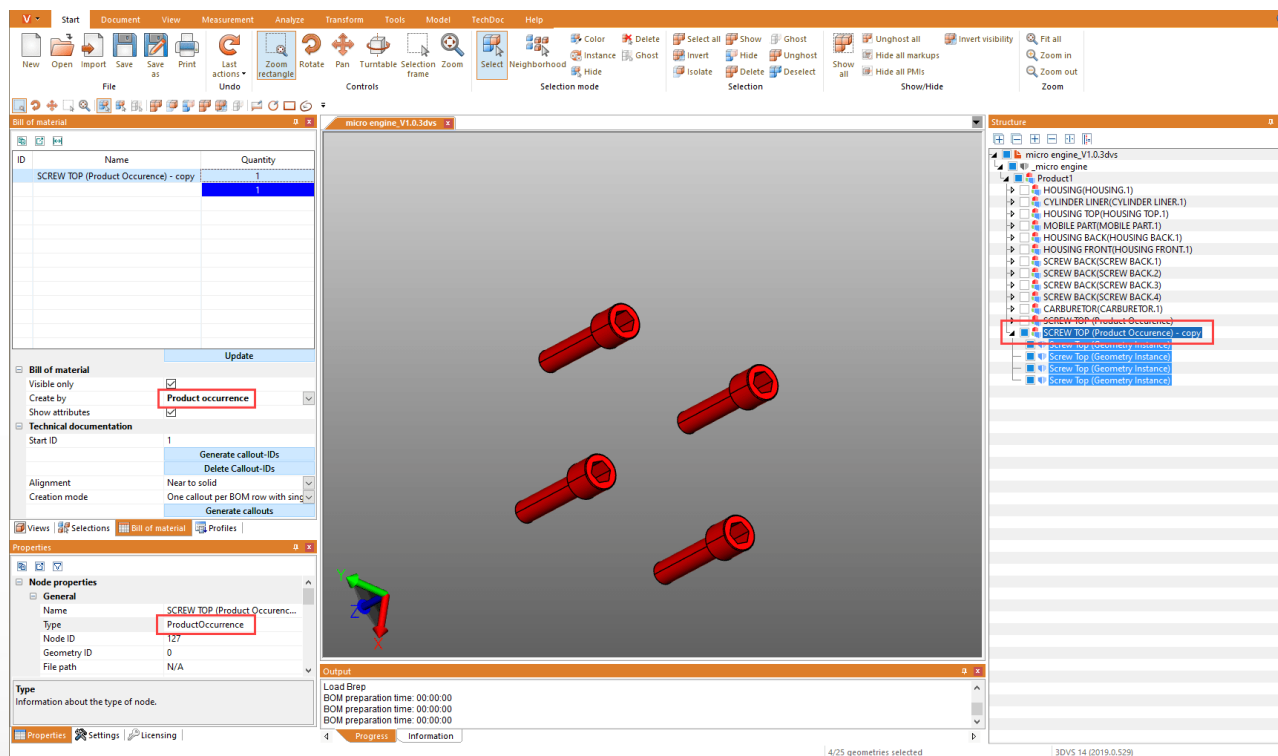 V Start Document View Measurement Analyze Transform Tools Model TechDoc Help
New Open Import Save Save as Print
Last actions
Zoom rectangle Rotate Pan Turntable Selection frame Zoom
Select Neighborhood
Color Delete
Instance Ghost
Hide
Select all Show Ghost
Invert Hide Unghost
Isolate Delete Deselect
Show all
Unghost all Invert visibility
Hide all markups
Hide all PMIs
Fit all
Zoom in
Zoom out
File Undo Controls Selection mode Selection Show/Hide Zoom
Bill of material
ID Name Quantity
SCREW TOP (Product Occurence) - copy 1
1
Update
Bill of material
Visible only
Create by Product occurrence
Show attributes
Technical documentation
Start ID 1
Generate callout-IDs
Delete Callout-IDs
Alignment Near to solid
Creation mode One callout per BOM row with sing
Generate callouts
Views Selections Bill of material Profiles
Properties
Node properties
General
Name SCREW TOP (Product Occurenc...
Type ProductOccurrence
Node ID 127
Geometry ID 0
File path N/A
Type
Information about the type of node.
Properties Settings Licensing
micro engine_V1.0.3dvs
Y
Z
X
Output
Load Brep
BOM preparation time: 00:00:00
BOM preparation time: 00:00:00
BOM preparation time: 00:00:00
Progress Information
Structure
micro engine_V1.0.3dvs
_micro engine
Product1
HOUSING(HOUSING.1)
CYLINDER LINER(CYLINDER LINER.1)
HOUSING TOP(HOUSING TOP.1)
MOBILE PART(MOBILE PART.1)
HOUSING BACK(HOUSING BACK.1)
HOUSING FRONT(HOUSING FRONT.1)
SCREW BACK(SCREW BACK.1)
SCREW BACK(SCREW BACK.2)
SCREW BACK(SCREW BACK.3)
SCREW BACK(SCREW BACK.4)
CARBURETOR(CARBURETOR.1)
SCREW TOP (Product Occurence)
SCREW TOP (Product Occurence) - copy
Screw Top (Geometry Instance)
Screw Top (Geometry Instance)
Screw Top (Geometry Instance)
Screw Top (Geometry Instance)
4/25 geometries selected 3DVS 14 (2019.0.529)